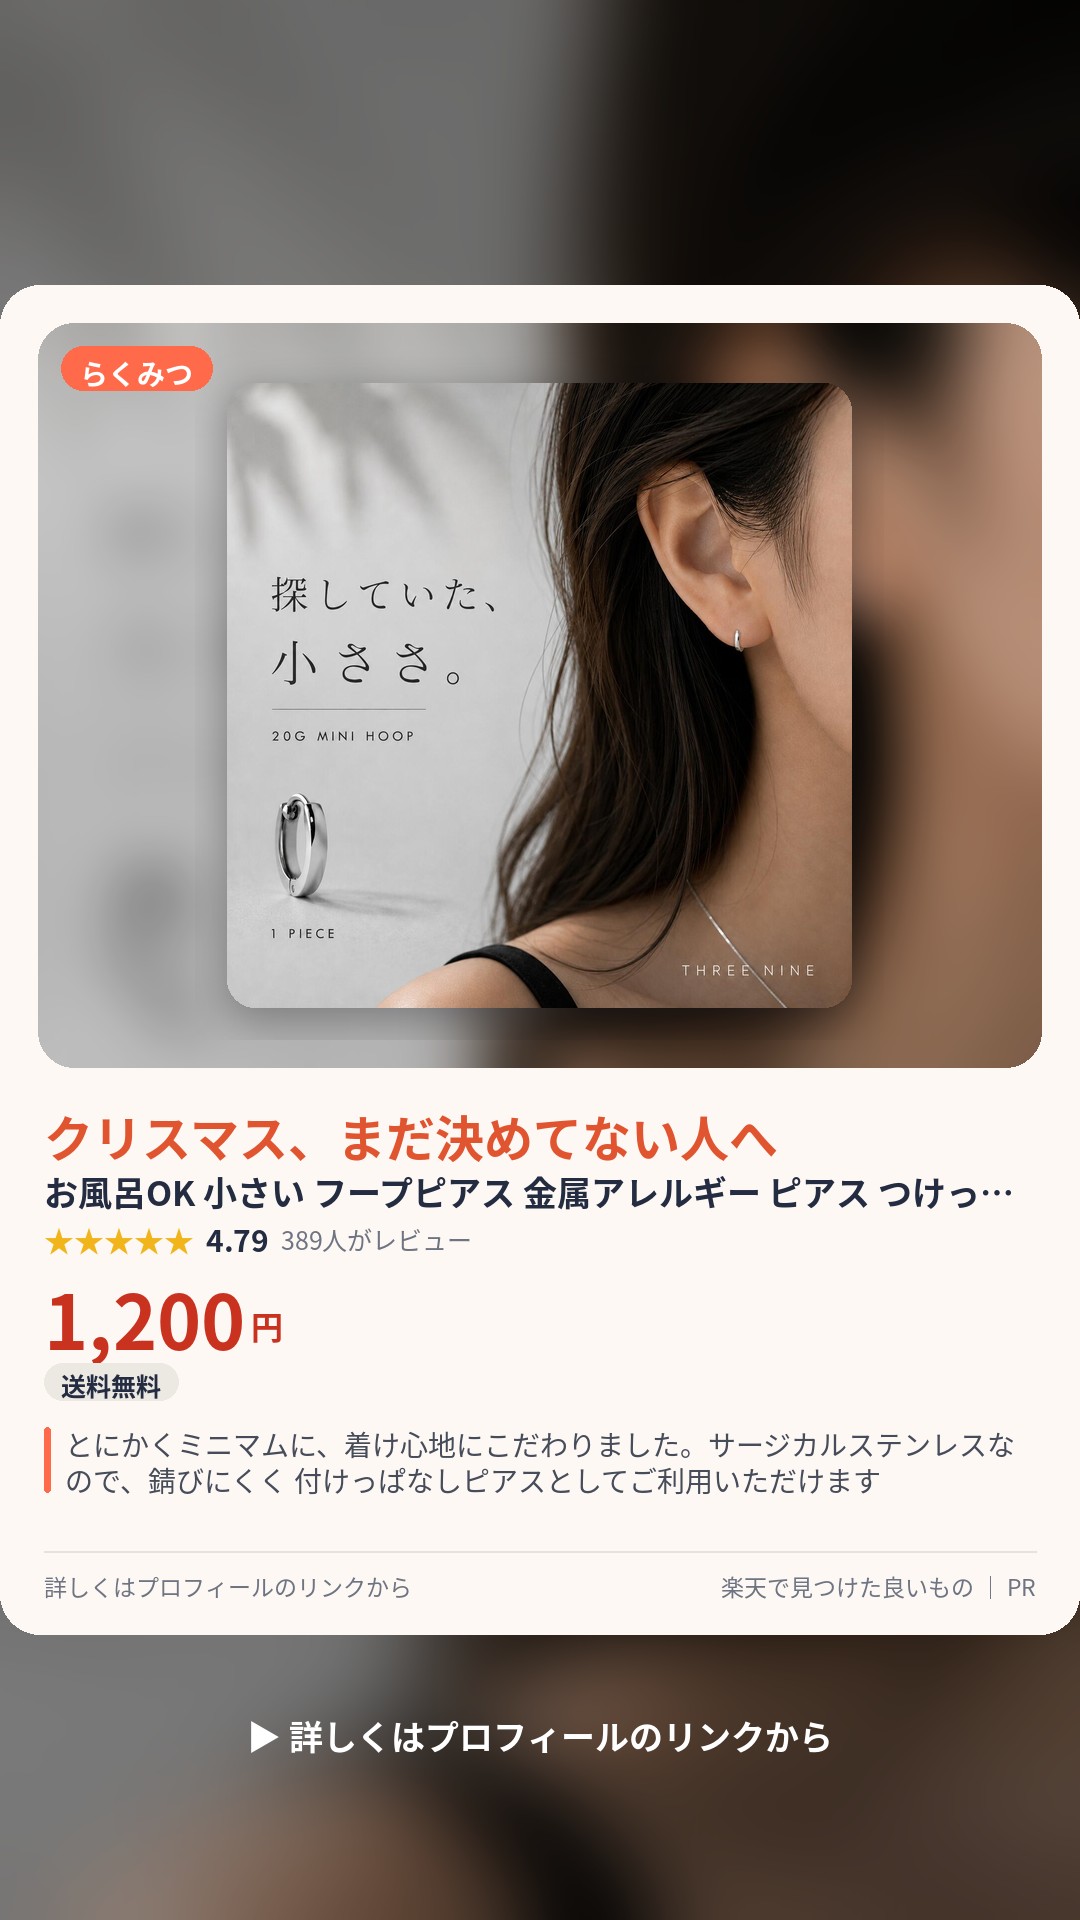 らくみつ
探していた、
小ささ。
20G MINI HOOP
1 PIECE
THREE NINE
クリスマス、まだ決めてない人へ
お風呂OK 小さい フープピアス 金属アレルギー ピアス つけっ…
★★★★★ 4.79 389人がレビュー
1,200円
送料無料
とにかくミニマムに、着け心地にこだわりました。サージカルステンレスな
ので、錆びにくく 付けっぱなしピアスとしてご利用いただけます
詳しくはプロフィールのリンクから
楽天で見つけた良いもの｜PR
▶ 詳しくはプロフィールのリンクから